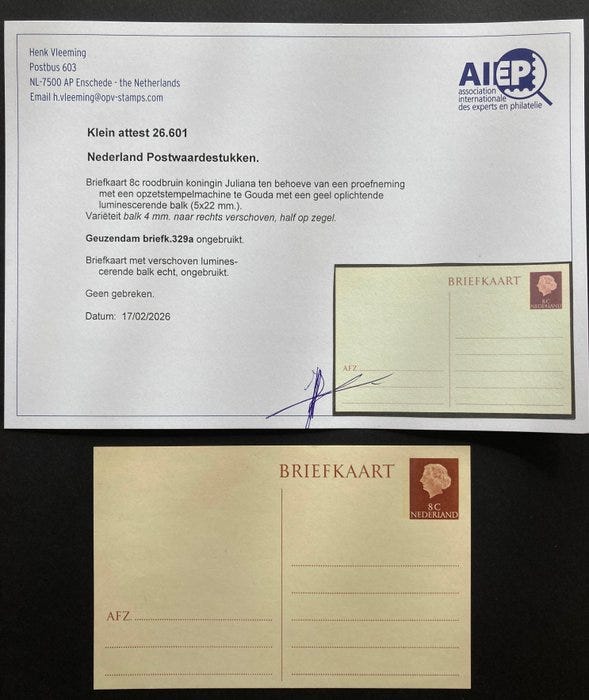 Henk Vleeming
Postbus 603
NL-7500 AP Enschede - the Netherlands
Email h.vleeming@opv-stamps.com
AIEP
association
internationale
des experts en philatelie
Klein attest 26.601
Nederland Postwaardestukken.
Briefkaart 8c roodbruin koningin Juliana ten behoeve van een proefneming
met een opzetstempelmachine te Gouda met een geel oplichtende
luminescerende balk (5x22 mm.).
Variëteit balk 4 mm. naar rechts verschoven, half op zegel.
Geuzendam briefk.329a ongebruikt.
Briefkaart met verschoven lumines-
cerende balk echt, ongebruikt.
Geen gebreken.
Datum: 17/02/2026
BRIEFKAART
8C
NEDERLAND
AFZ.
BRIEFKAART
8C
NEDERLAND
AFZ.